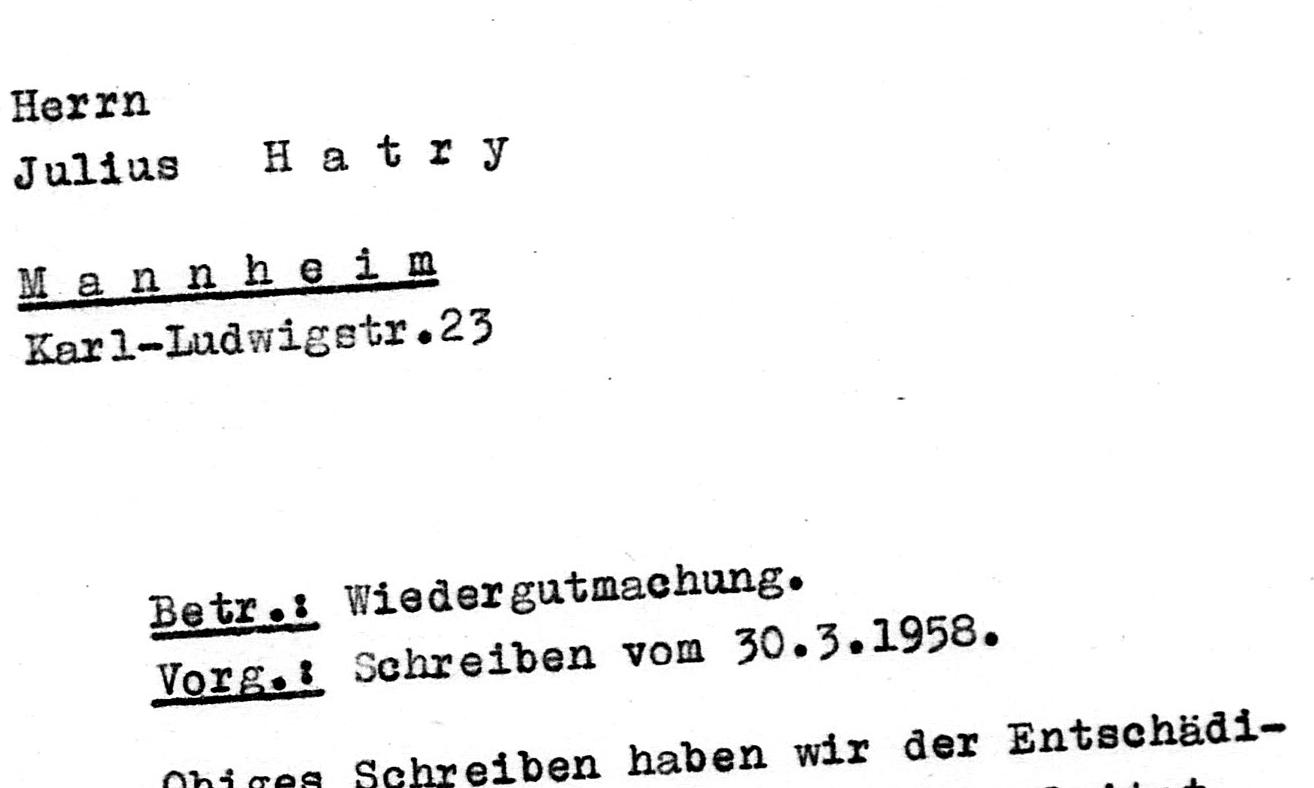 Herrn
Julius H a t r y
M a n n h e i m
Karl-Ludwigstr.23
Betr.: Wiedergutmachung.
Vorg.: Schreiben vom 30.3.1958.
Obiges Schreiben haben wir der Entschädi-